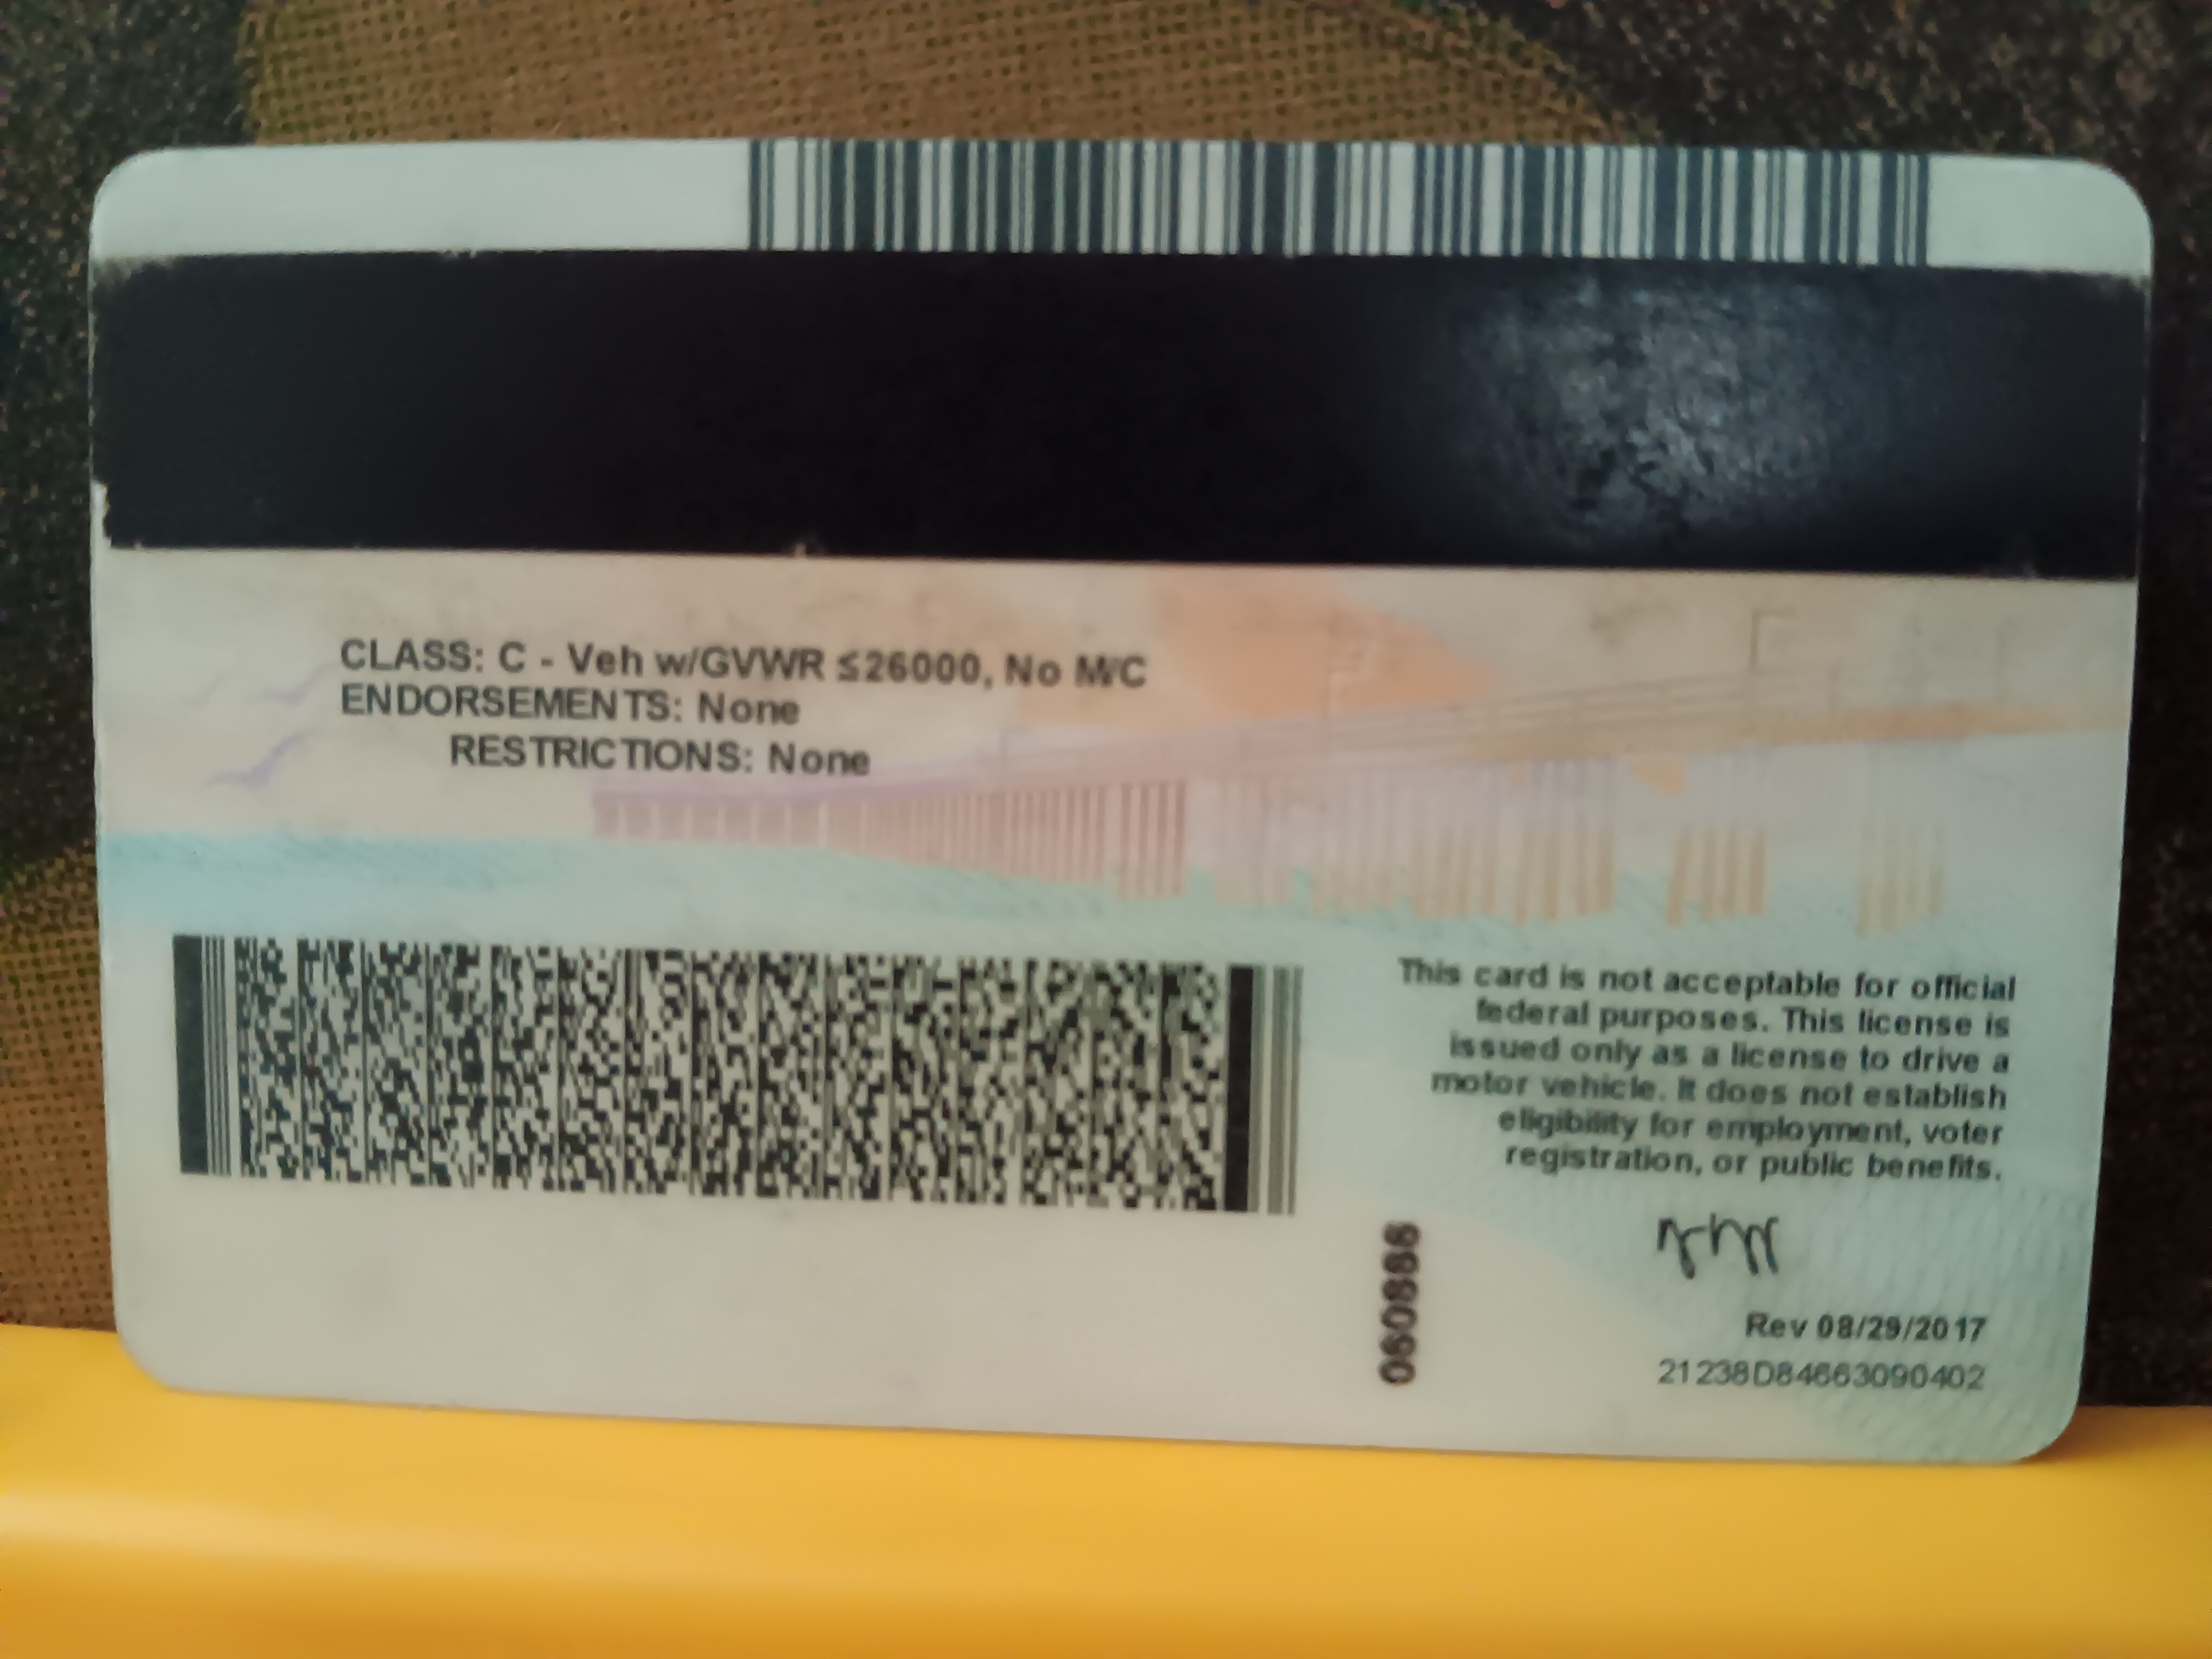 CLASS: C - Veh w/GVWR ≤26000, No M/C
ENDORSEMENTS: None
RESTRICTIONS: None
This card is not acceptable for official
federal purposes. This license is
issued only as a license to drive a
motor vehicle. It does not establish
eligibility for employment, voter
registration, or public benefits.
060888
Rev 08/29/2017
21238D84663090402